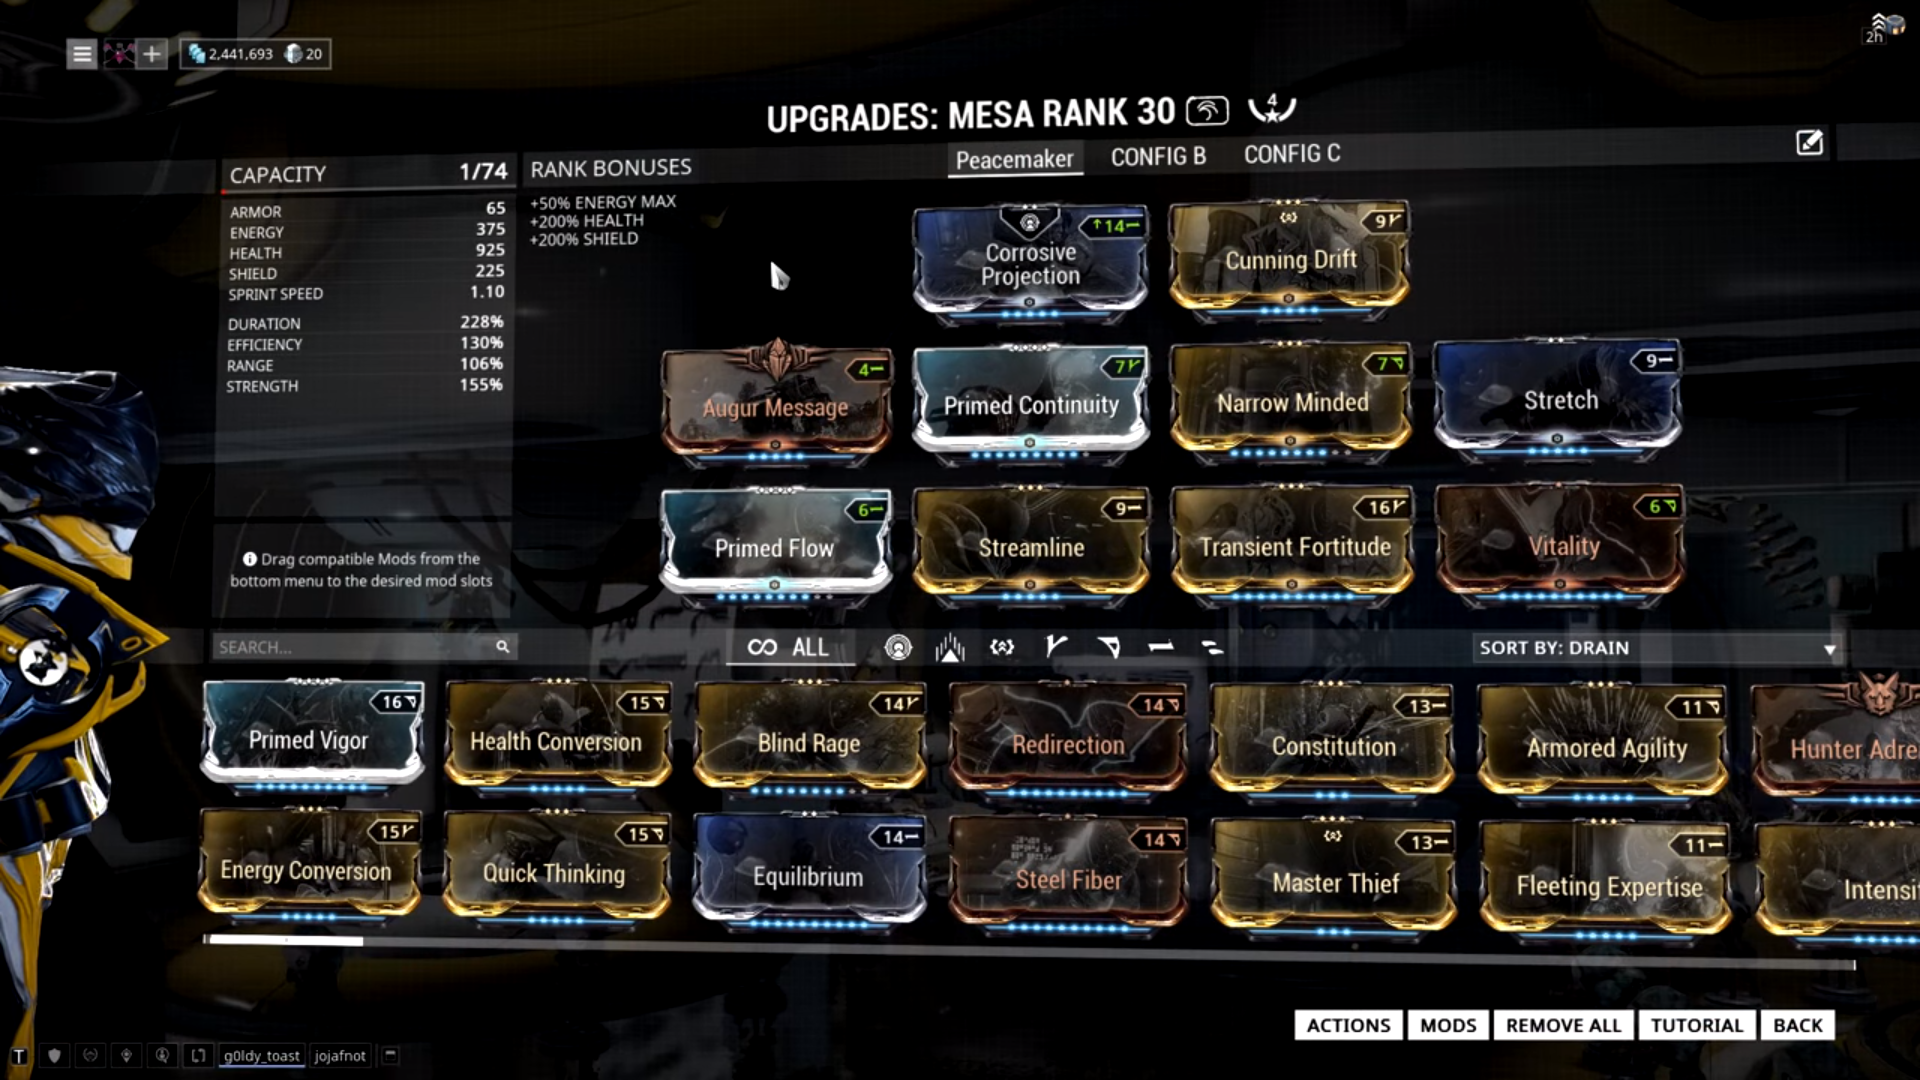 2,441,693 20
2h
UPGRADES: MESA RANK 30 4
Peacemaker CONFIG B CONFIG C
CAPACITY 1/74
ARMOR 65
ENERGY 375
HEALTH 925
SHIELD 225
SPRINT SPEED 1.10
DURATION 228%
EFFICIENCY 130%
RANGE 106%
STRENGTH 155%
RANK BONUSES
+50% ENERGY MAX
+200% HEALTH
+200% SHIELD
14
Corrosive
Projection
9
Cunning Drift
4
Augur Message
7
Primed Continuity
7
Narrow Minded
9
Stretch
6
Primed Flow
9
Streamline
16
Transient Fortitude
6
Vitality
Drag compatible Mods from the
bottom menu to the desired mod slots
SEARCH...
ALL
SORT BY: DRAIN
16
Primed Vigor
15
Health Conversion
14
Blind Rage
14
Redirection
13
Constitution
11
Armored Agility
Hunter Adre
15
Energy Conversion
15
Quick Thinking
14
Equilibrium
14
Steel Fiber
13
Master Thief
11
Fleeting Expertise
Intensi
ACTIONS MODS REMOVE ALL TUTORIAL BACK
T g0ldy_toast jojafnot